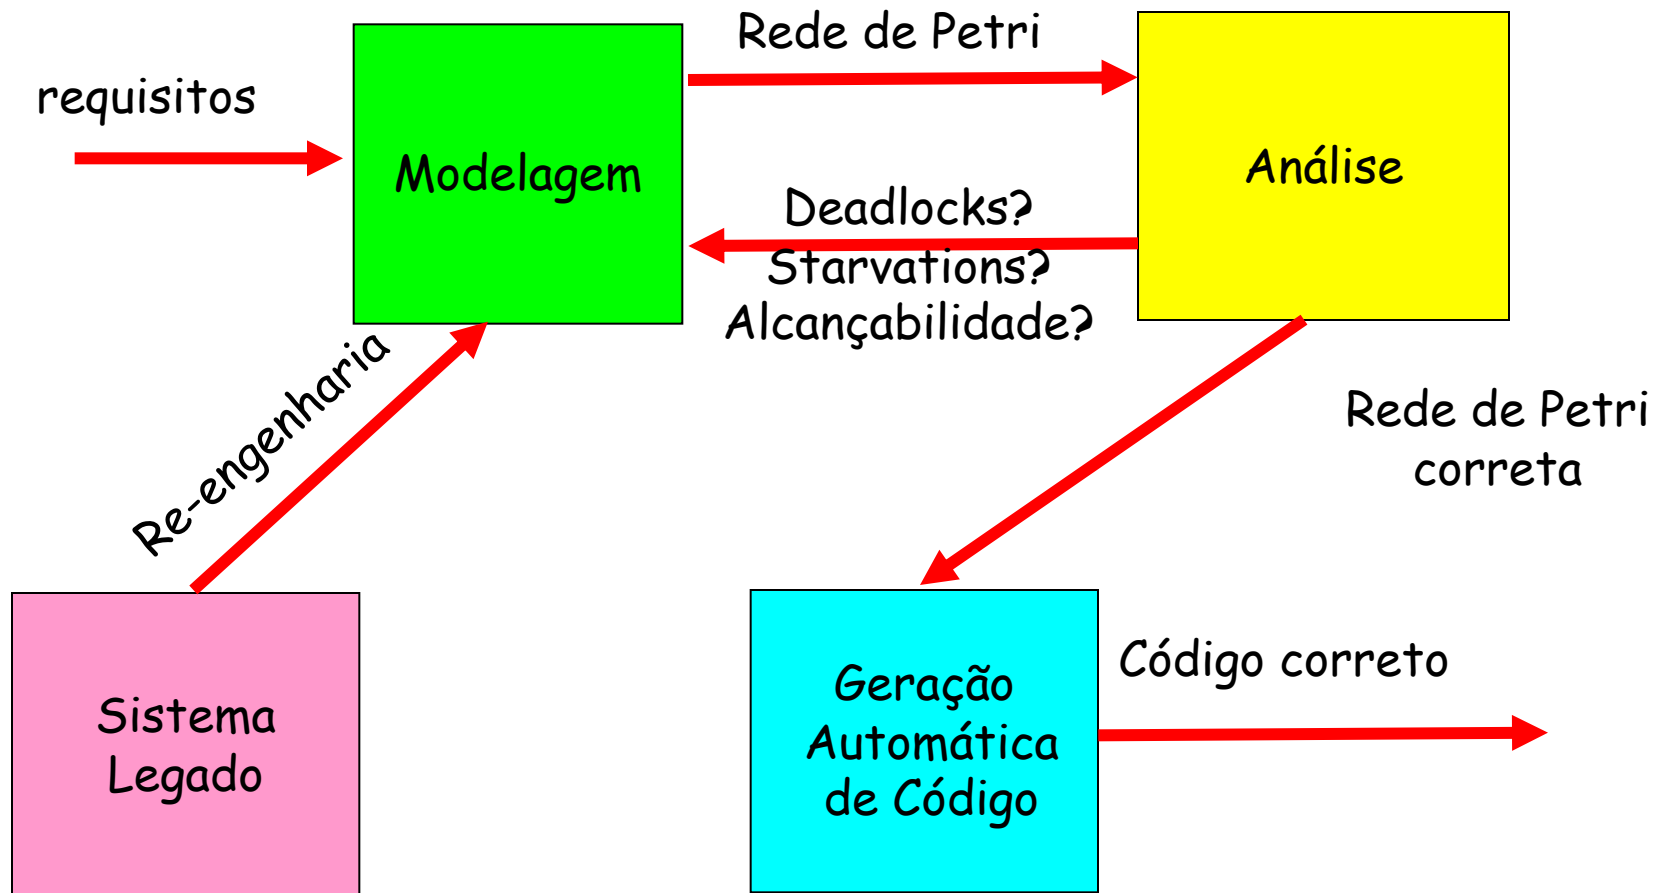 Rede de Petri
requisitos
Modelagem
Análise
Deadlocks?
Starvations?
Alcançabilidade?
Re-engenharia
Rede de Petri
correta
Sistema
Legado
Geração
Automática
de Código
Código correto